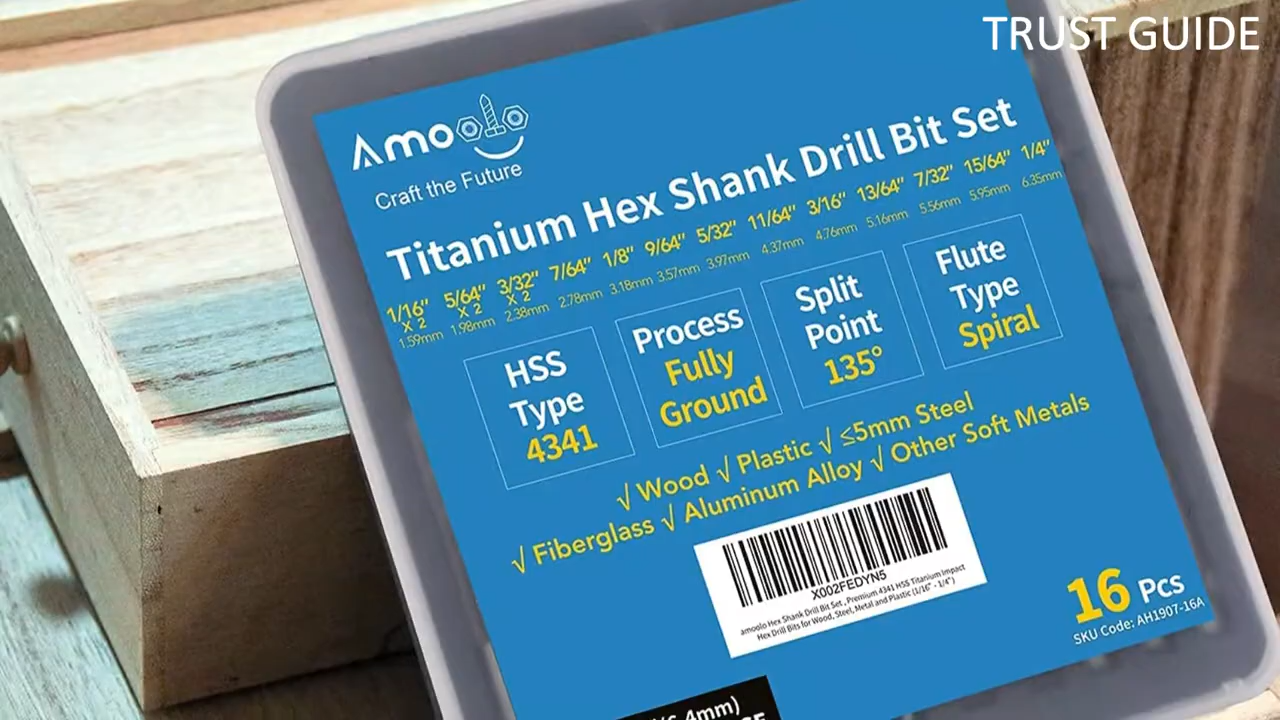 TRUST GUIDE
Amoolo
Craft the Future
Titanium Hex Shank Drill Bit Set
1/16" 5/64" 3/32" 7/64" 1/8" 9/64" 5/32" 11/64" 3/16" 13/64" 7/32" 15/64" 1/4"
X 2 X 2 X 2
1.59mm 1.98mm 2.38mm 2.78mm 3.18mm 3.57mm 3.97mm 4.37mm 4.76mm 5.16mm 5.56mm 5.95mm 6.35mm
HSS
Type
4341
Process
Fully
Ground
Split
Point
135°
Flute
Type
Spiral
√ Wood √ Plastic √ ≤5mm Steel
√ Fiberglass √ Aluminum Alloy √ Other Soft Metals
X002FEDYN5
amoolo Hex Shank Drill Bit Set , Premium 4341 HSS Titanium Impact
Hex Drill Bits for Wood, Steel, Metal and Plastic (1/16" - 1/4")
16 Pcs
SKU Code: AH1907-16A